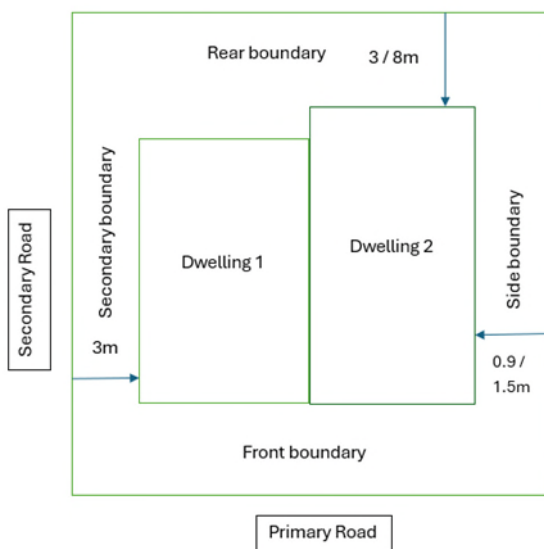 Rear boundary
3 / 8m
Secondary Road
Secondary boundary
Dwelling 1
Dwelling 2
Side boundary
3m
0.9 /
1.5m
Front boundary
Primary Road